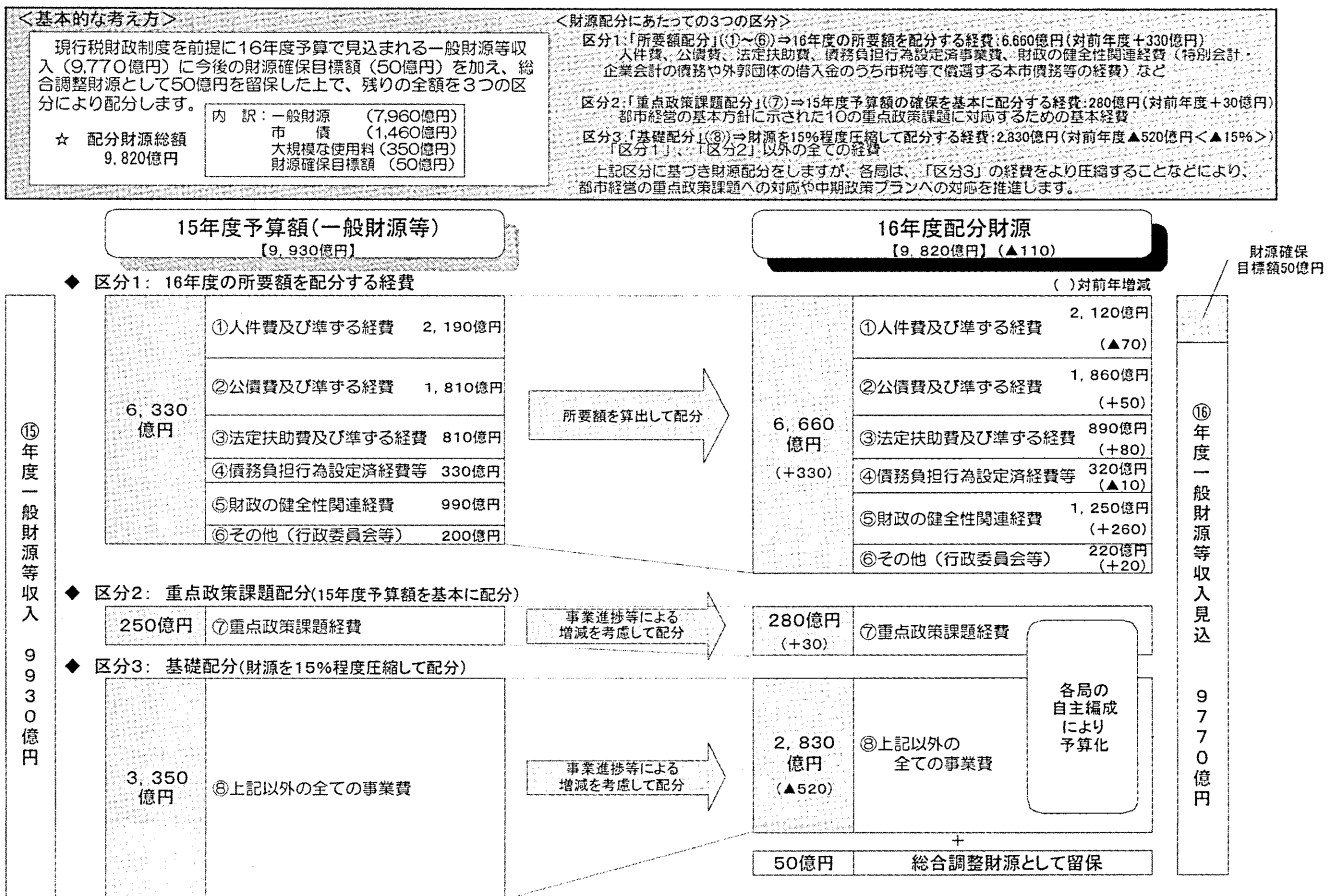 ＜基本的な考え方＞
現行税財政制度を前提に16年度予算で見込まれる一般財源等収
入（9,770億円）に今後の財源確保目標額（50億円）を加え、総
合調整財源として50億円を留保した上で、残りの全額を3つの区
分により配分します。
☆ 配分財源総額
9,820億円
内 訳：一般財源 （7,960億円）
市 債 （1,460億円）
大規模な使用料（350億円）
財源確保目標額 （50億円）
＜財源配分にあたっての3つの区分＞
区分1：「所要額配分」（①～⑥）⇒16年度の所要額を配分する経費：6,660億円（対前年度＋330億円）
人件費、公債費、法定扶助費、債務負担行為設定済事業費、財政の健全性関連経費（特別会計・
企業会計の債務や外郭団体の借入金のうち市税等で償還する本市債務等の経費）など
区分2：「重点政策課題配分」（⑦）⇒15年度予算額の確保を基本に配分する経費：280億円（対前年度＋30億円）
都市経営の基本方針に示された10の重点政策課題に対応するための基本経費
区分3：「基礎配分」（⑧）⇒財源を15%程度圧縮して配分する経費：2,830億円（対前年度▲520億円＜▲15%＞）
「区分1」、「区分2」以外の全ての経費
上記区分に基づき財源配分をしますが、各局は、「区分3」の経費をより圧縮することなどにより、
都市経営の重点政策課題への対応や中期政策プランへの対応を推進します。
15年度予算額（一般財源等）
【9,930億円】
16年度配分財源
【9,820億円】（▲110）
財源確保
目標額50億円
◆ 区分1： 16年度の所要額を配分する経費
（ ）対前年増減
⑮年度一般財源等収入 9930億円
6,330
億円
①人件費及び準ずる経費 2,190億円
②公債費及び準ずる経費 1,810億円
③法定扶助費及び準ずる経費 810億円
④債務負担行為設定済経費等 330億円
⑤財政の健全性関連経費 990億円
⑥その他（行政委員会等） 200億円
所要額を算出して配分
6,660
億円
（＋330）
①人件費及び準ずる経費 2,120億円
（▲70）
②公債費及び準ずる経費 1,860億円
（＋50）
③法定扶助費及び準ずる経費 890億円
（＋80）
④債務負担行為設定済経費等 320億円
（▲10）
⑤財政の健全性関連経費 1,250億円
（＋260）
⑥その他（行政委員会等） 220億円
（＋20）
⑯年度一般財源等収入見込 9770億円
◆ 区分2： 重点政策課題配分（15年度予算額を基本に配分）
250億円 ⑦重点政策課題経費
事業進捗等による
増減を考慮して配分
280億円
（＋30）
⑦重点政策課題経費
◆ 区分3： 基礎配分（財源を15%程度圧縮して配分）
3,350
億円
⑧上記以外の全ての事業費
事業進捗等による
増減を考慮して配分
2,830
億円
（▲520）
⑧上記以外の
全ての事業費
各局の
自主編成
により
予算化
＋
50億円 総合調整財源として留保